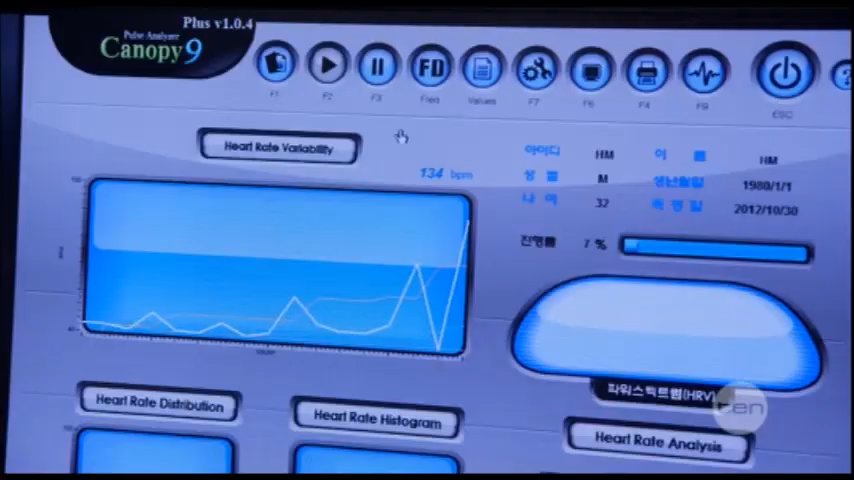 Plus v1.0.4
Pulse Analyzer
Canopy9
FD
F1
F2
F3
Freq
Values
F7
F6
F4
F9
ESC
?
Heart Rate Variability
134 bpm
아이디 HM 이 름 HM
성 별 M 생년월일 1980/1/1
나 이 32 측 정 일 2012/10/30
진행률 7 %
파워스펙트럼(HRV)
ten
Heart Rate Distribution
Heart Rate Histogram
Heart Rate Analysis